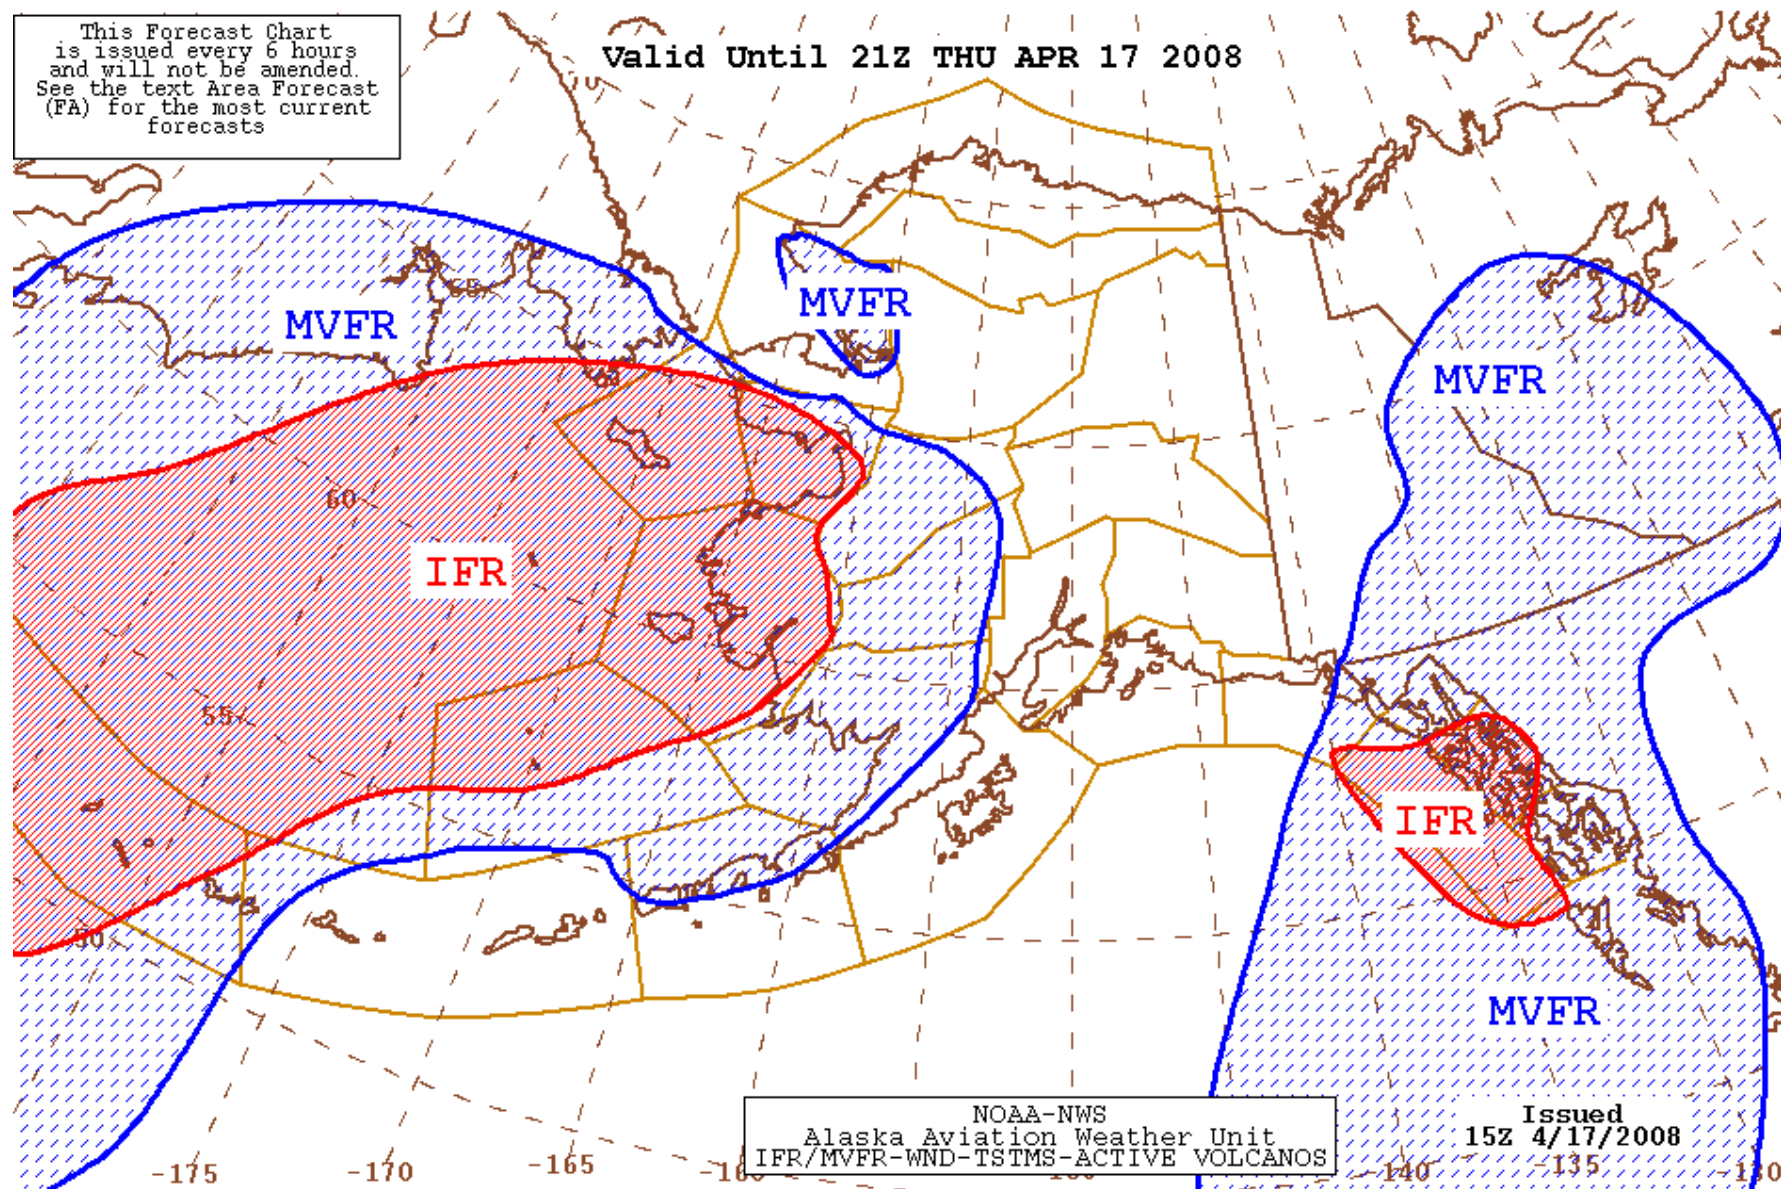 This Forecast Chart
is issued every 6 hours
and will not be amended.
See the text Area Forecast
(FA) for the most current
forecasts
Valid Until 21Z THU APR 17 2008
MVFR
MVFR
MVFR
60
IFR
55
IFR
50
MVFR
NOAA-NWS
Alaska Aviation Weather Unit
IFR/MVFR-WND-TSTMS-ACTIVE VOLCANOS
Issued
15Z 4/17/2008
-175
-170
-165
-140
-135
-130